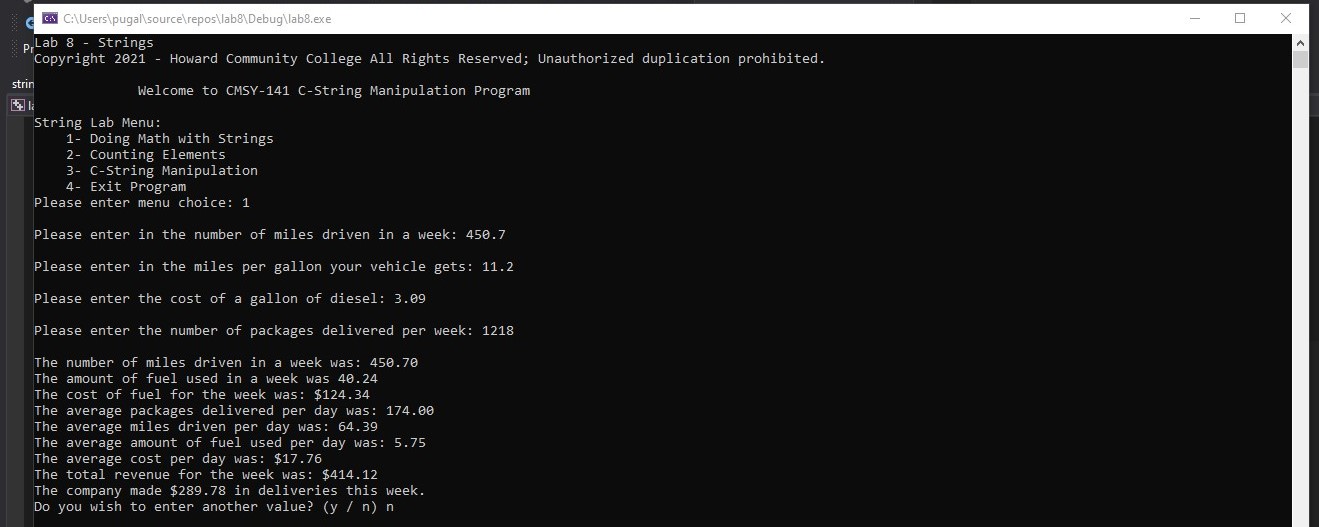 C:\Users\pugal\source\repos\lab8\Debug\lab8.exe
Lab 8 - Strings
Copyright 2021 - Howard Community College All Rights Reserved; Unauthorized duplication prohibited.
Welcome to CMSY-141 C-String Manipulation Program
String Lab Menu:
1- Doing Math with Strings
2- Counting Elements
3- C-String Manipulation
4- Exit Program
Please enter menu choice: 1
Please enter in the number of miles driven in a week: 450.7
Please enter in the miles per gallon your vehicle gets: 11.2
Please enter the cost of a gallon of diesel: 3.09
Please enter the number of packages delivered per week: 1218
The number of miles driven in a week was: 450.70
The amount of fuel used in a week was 40.24
The cost of fuel for the week was: $124.34
The average packages delivered per day was: 174.00
The average miles driven per day was: 64.39
The average amount of fuel used per day was: 5.75
The average cost per day was: $17.76
The total revenue for the week was: $414.12
The company made $289.78 in deliveries this week.
Do you wish to enter another value? (y / n) n